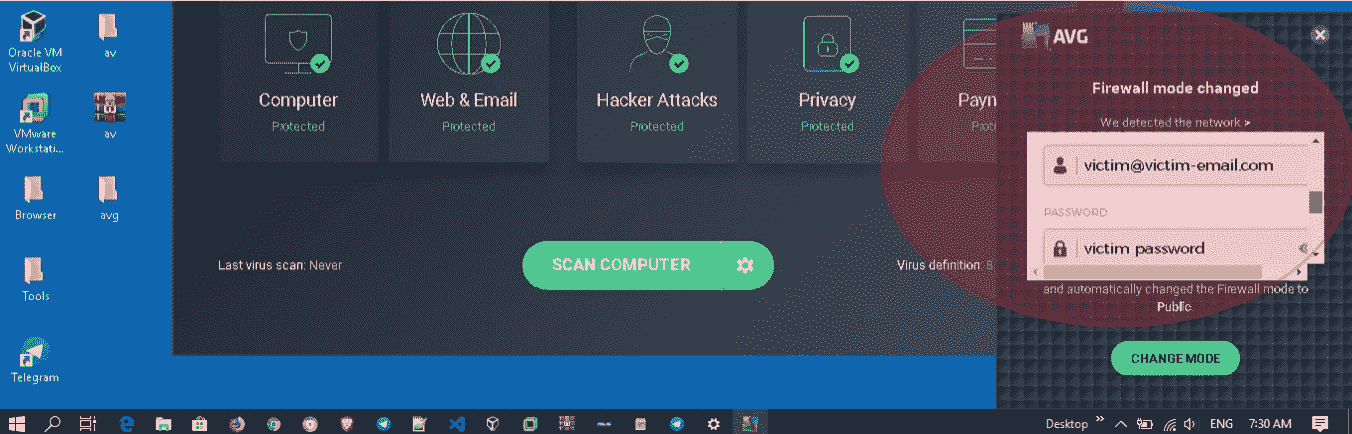 Oracle VM
VirtualBox
av
VMware
Workstati...
av
Browser
avg
Tools
Telegram
Computer
Protected
Web & Email
Protected
Hacker Attacks
Protected
Privacy
Protected
Paym
Prot
Last virus scan: Never
SCAN COMPUTER
Virus definition:
AVG
Firewall mode changed
We detected the network >
victim@victim-email.com
PASSWORD
victim password
and automatically changed the Firewall mode to
Public.
CHANGE MODE
Desktop
ENG
7:30 AM